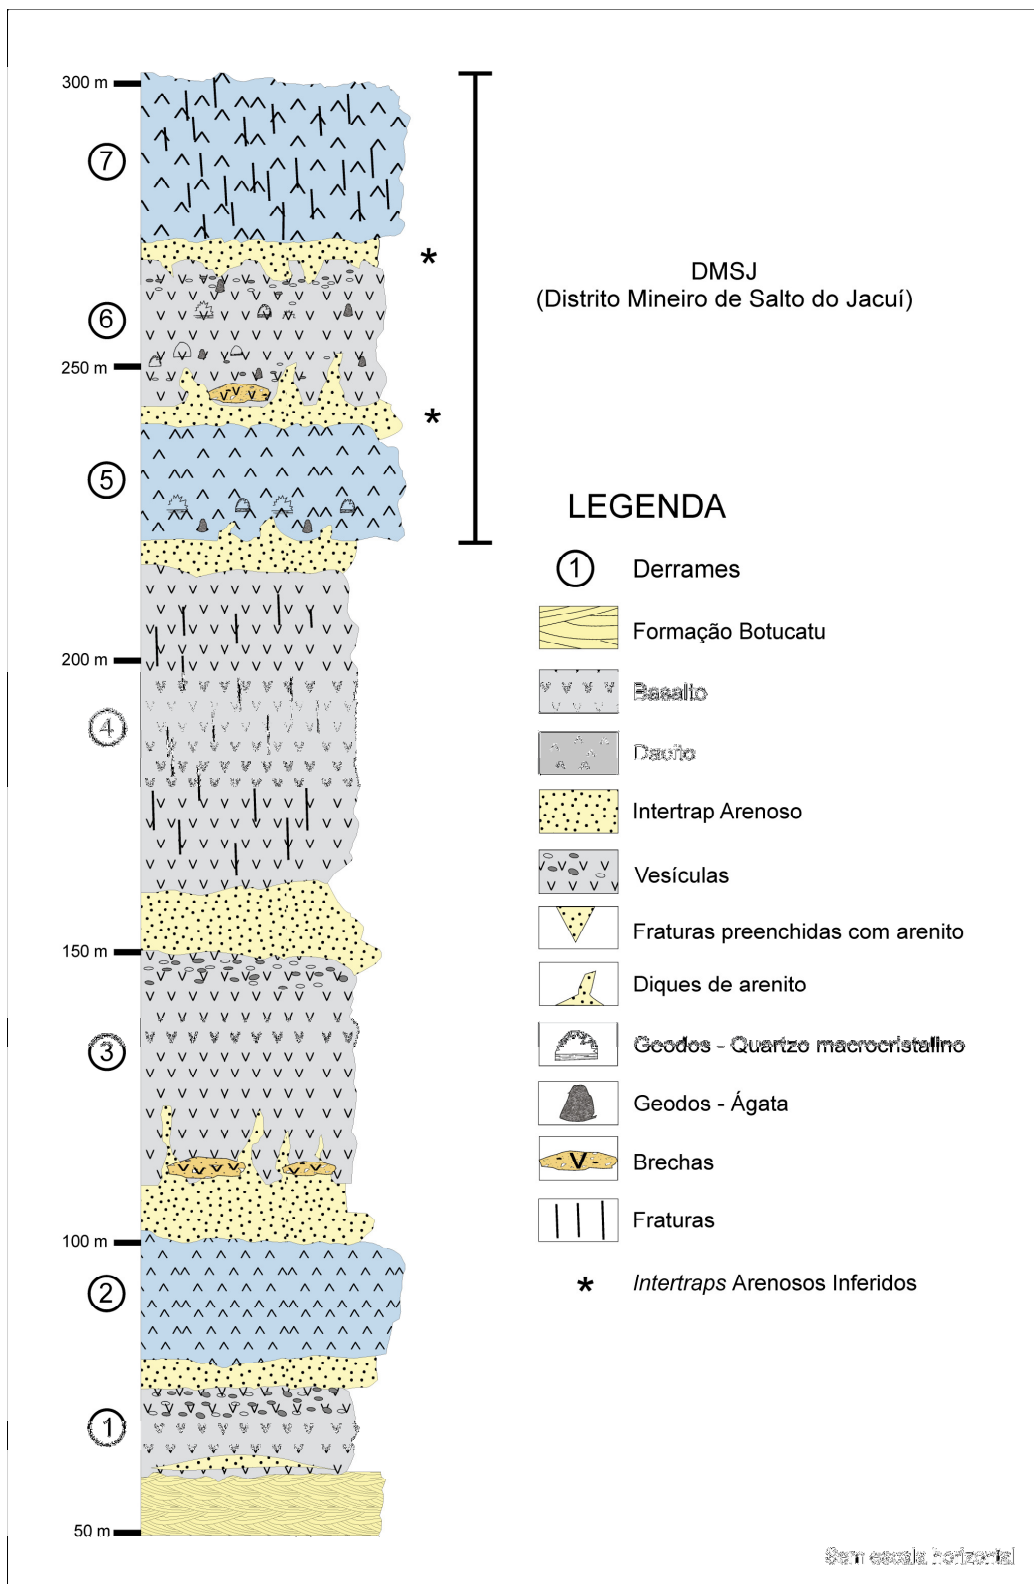 300 m
7
*
DMSJ
(Distrito Mineiro de Salto do Jacuí)
6
250 m
*
5
LEGENDA
1 Derrames
Formação Botucatu
200 m
Basalto
4
Dacito
Intertrap Arenoso
Vesículas
Fraturas preenchidas com arenito
150 m
Diques de arenito
3
Geodos - Quartzo macrocristalino
Geodos - Ágata
Brechas
Fraturas
100 m
2
* Intertraps Arenosos Inferidos
1
50 m
Sem escala horizontal